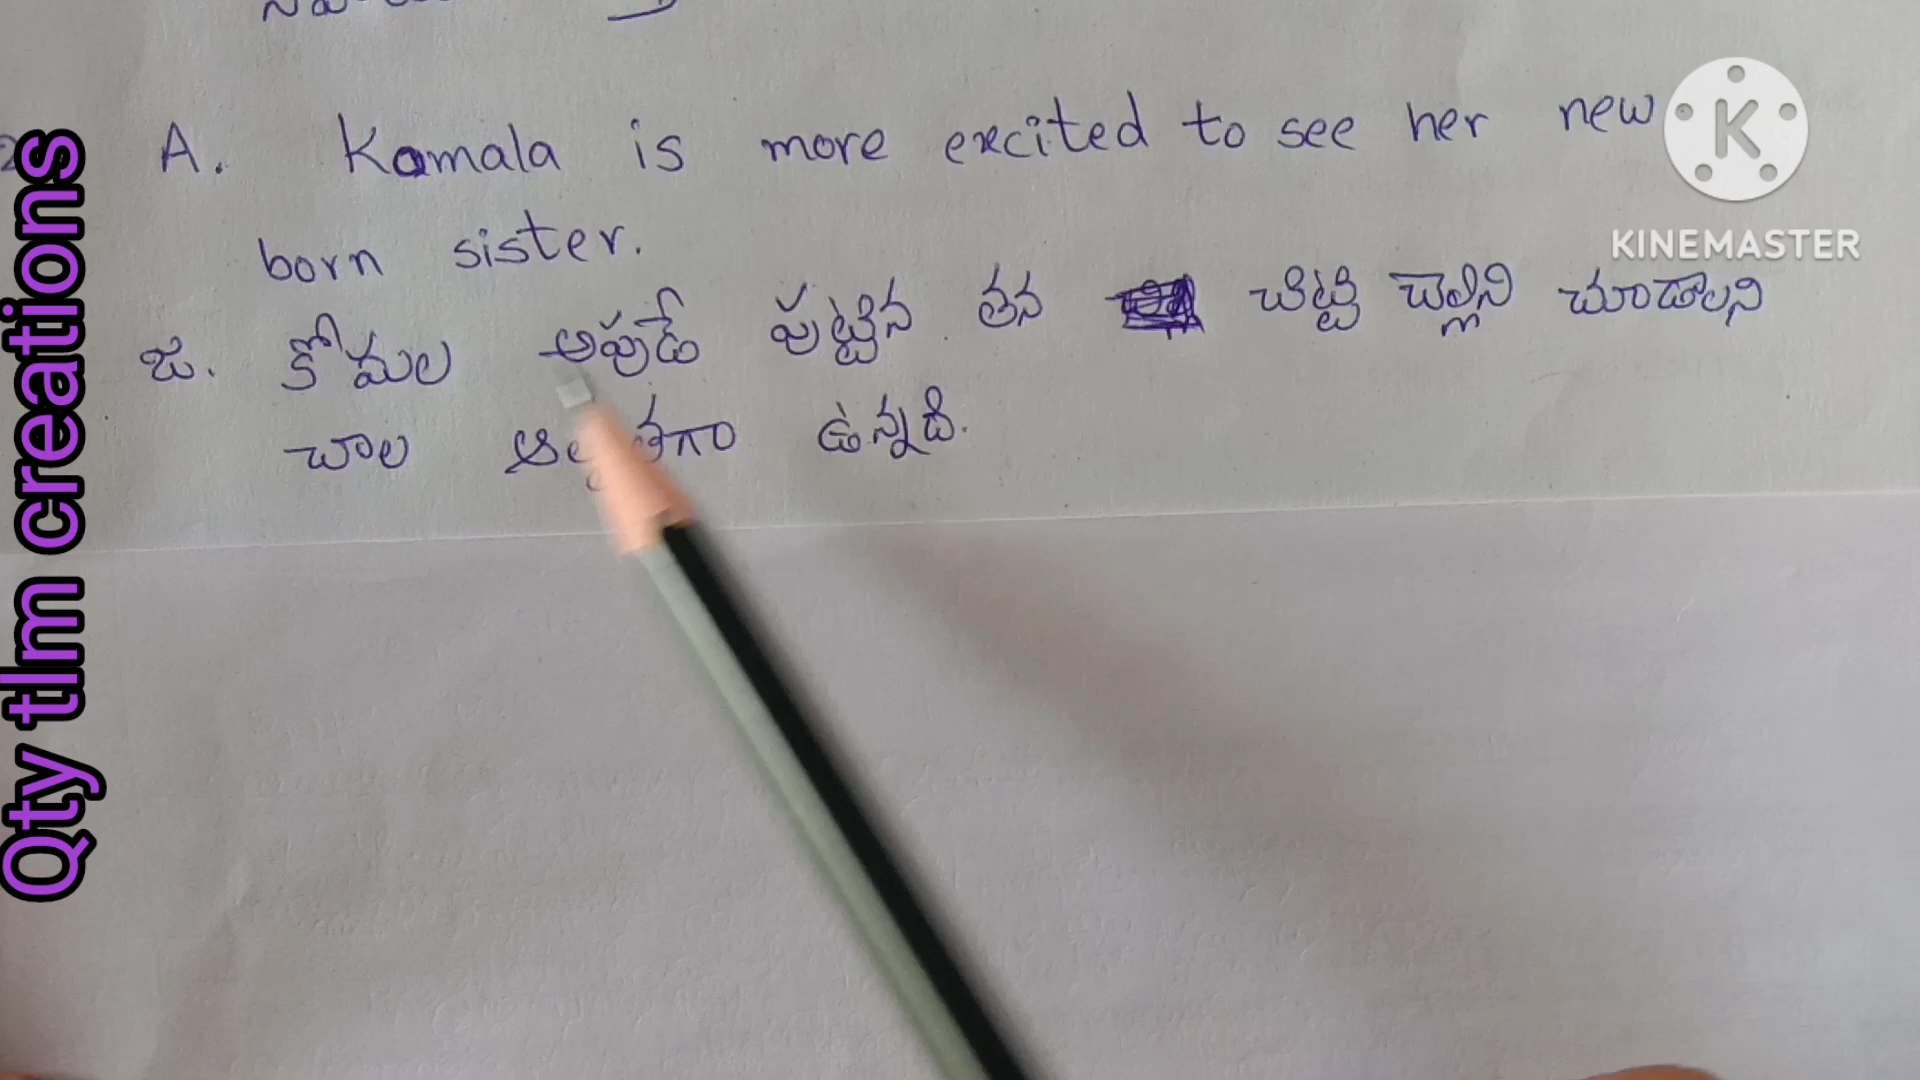 A. Kamala is more excited to see her new
born sister.
జ. కోమల అపుడే పుట్టిన తన చిట్టి చెల్లిని చూడాలని
చాల ఉన్నది.
KINEMASTER
Qty tlm creations